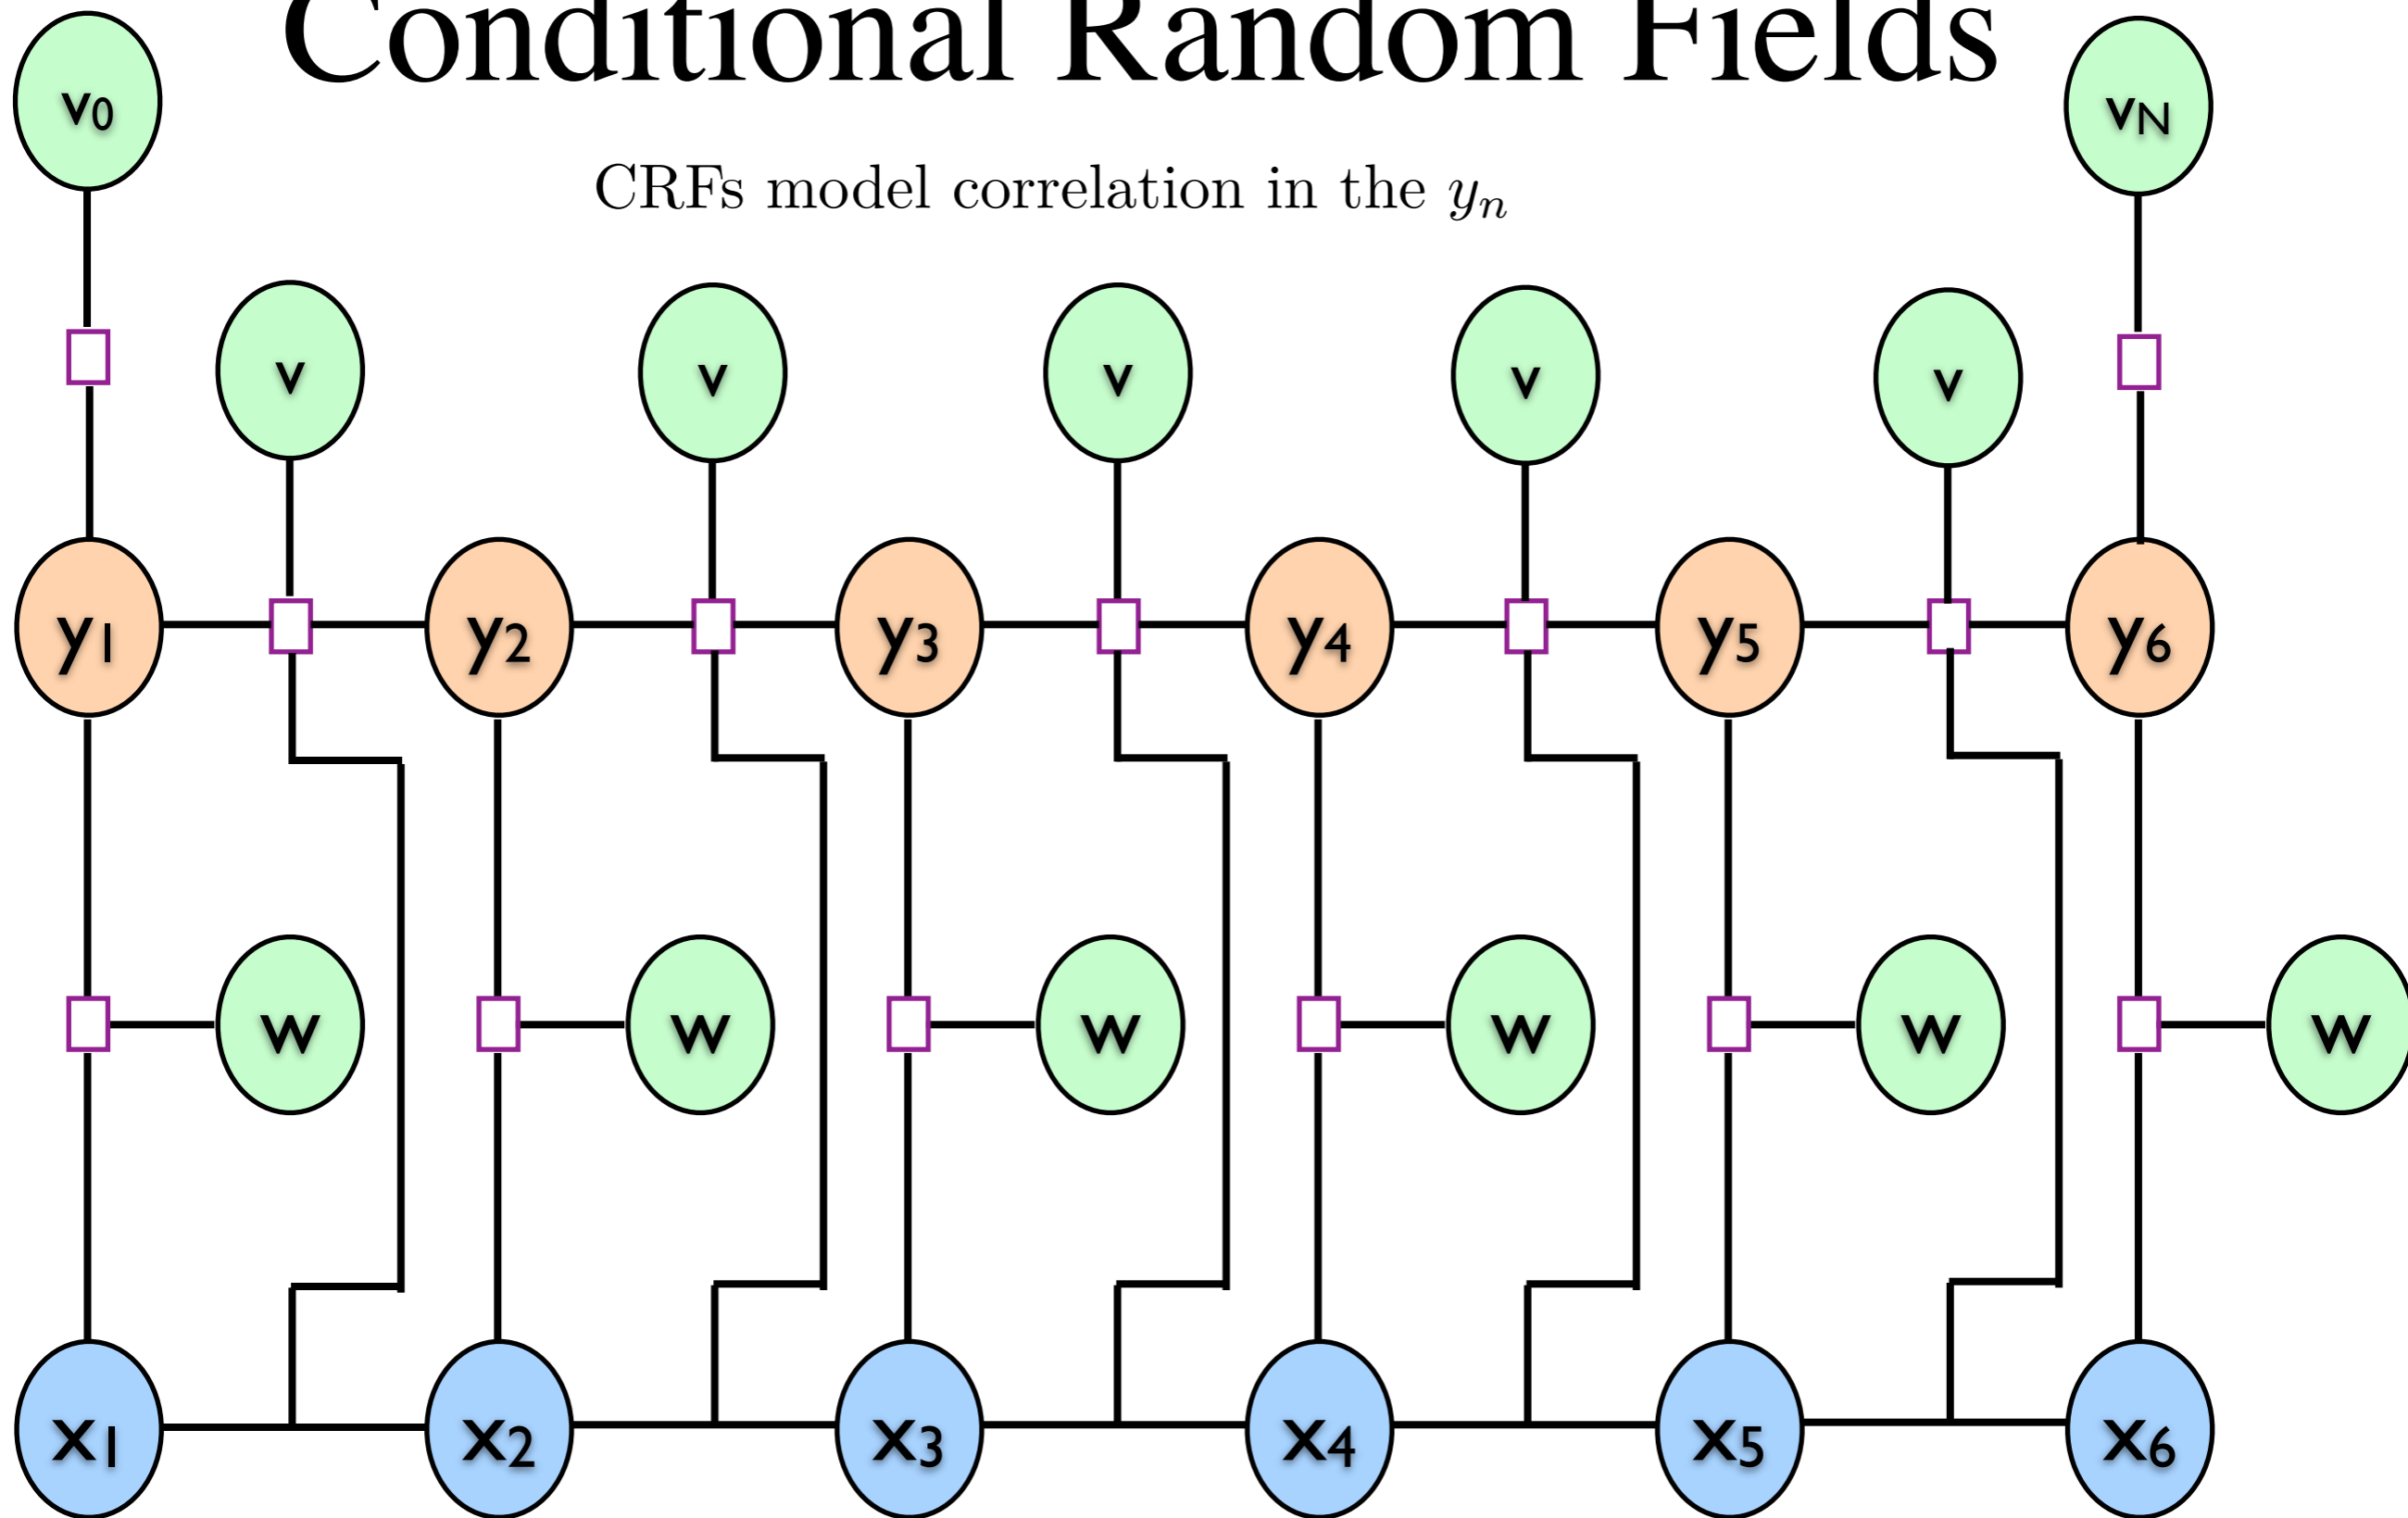 Conditional Random Fields
v0 vN
CRFs model correlation in the yn
v v v v v
y1 y2 y3 y4 y5 y6
w w w w w w
x1 x2 x3 x4 x5 x6